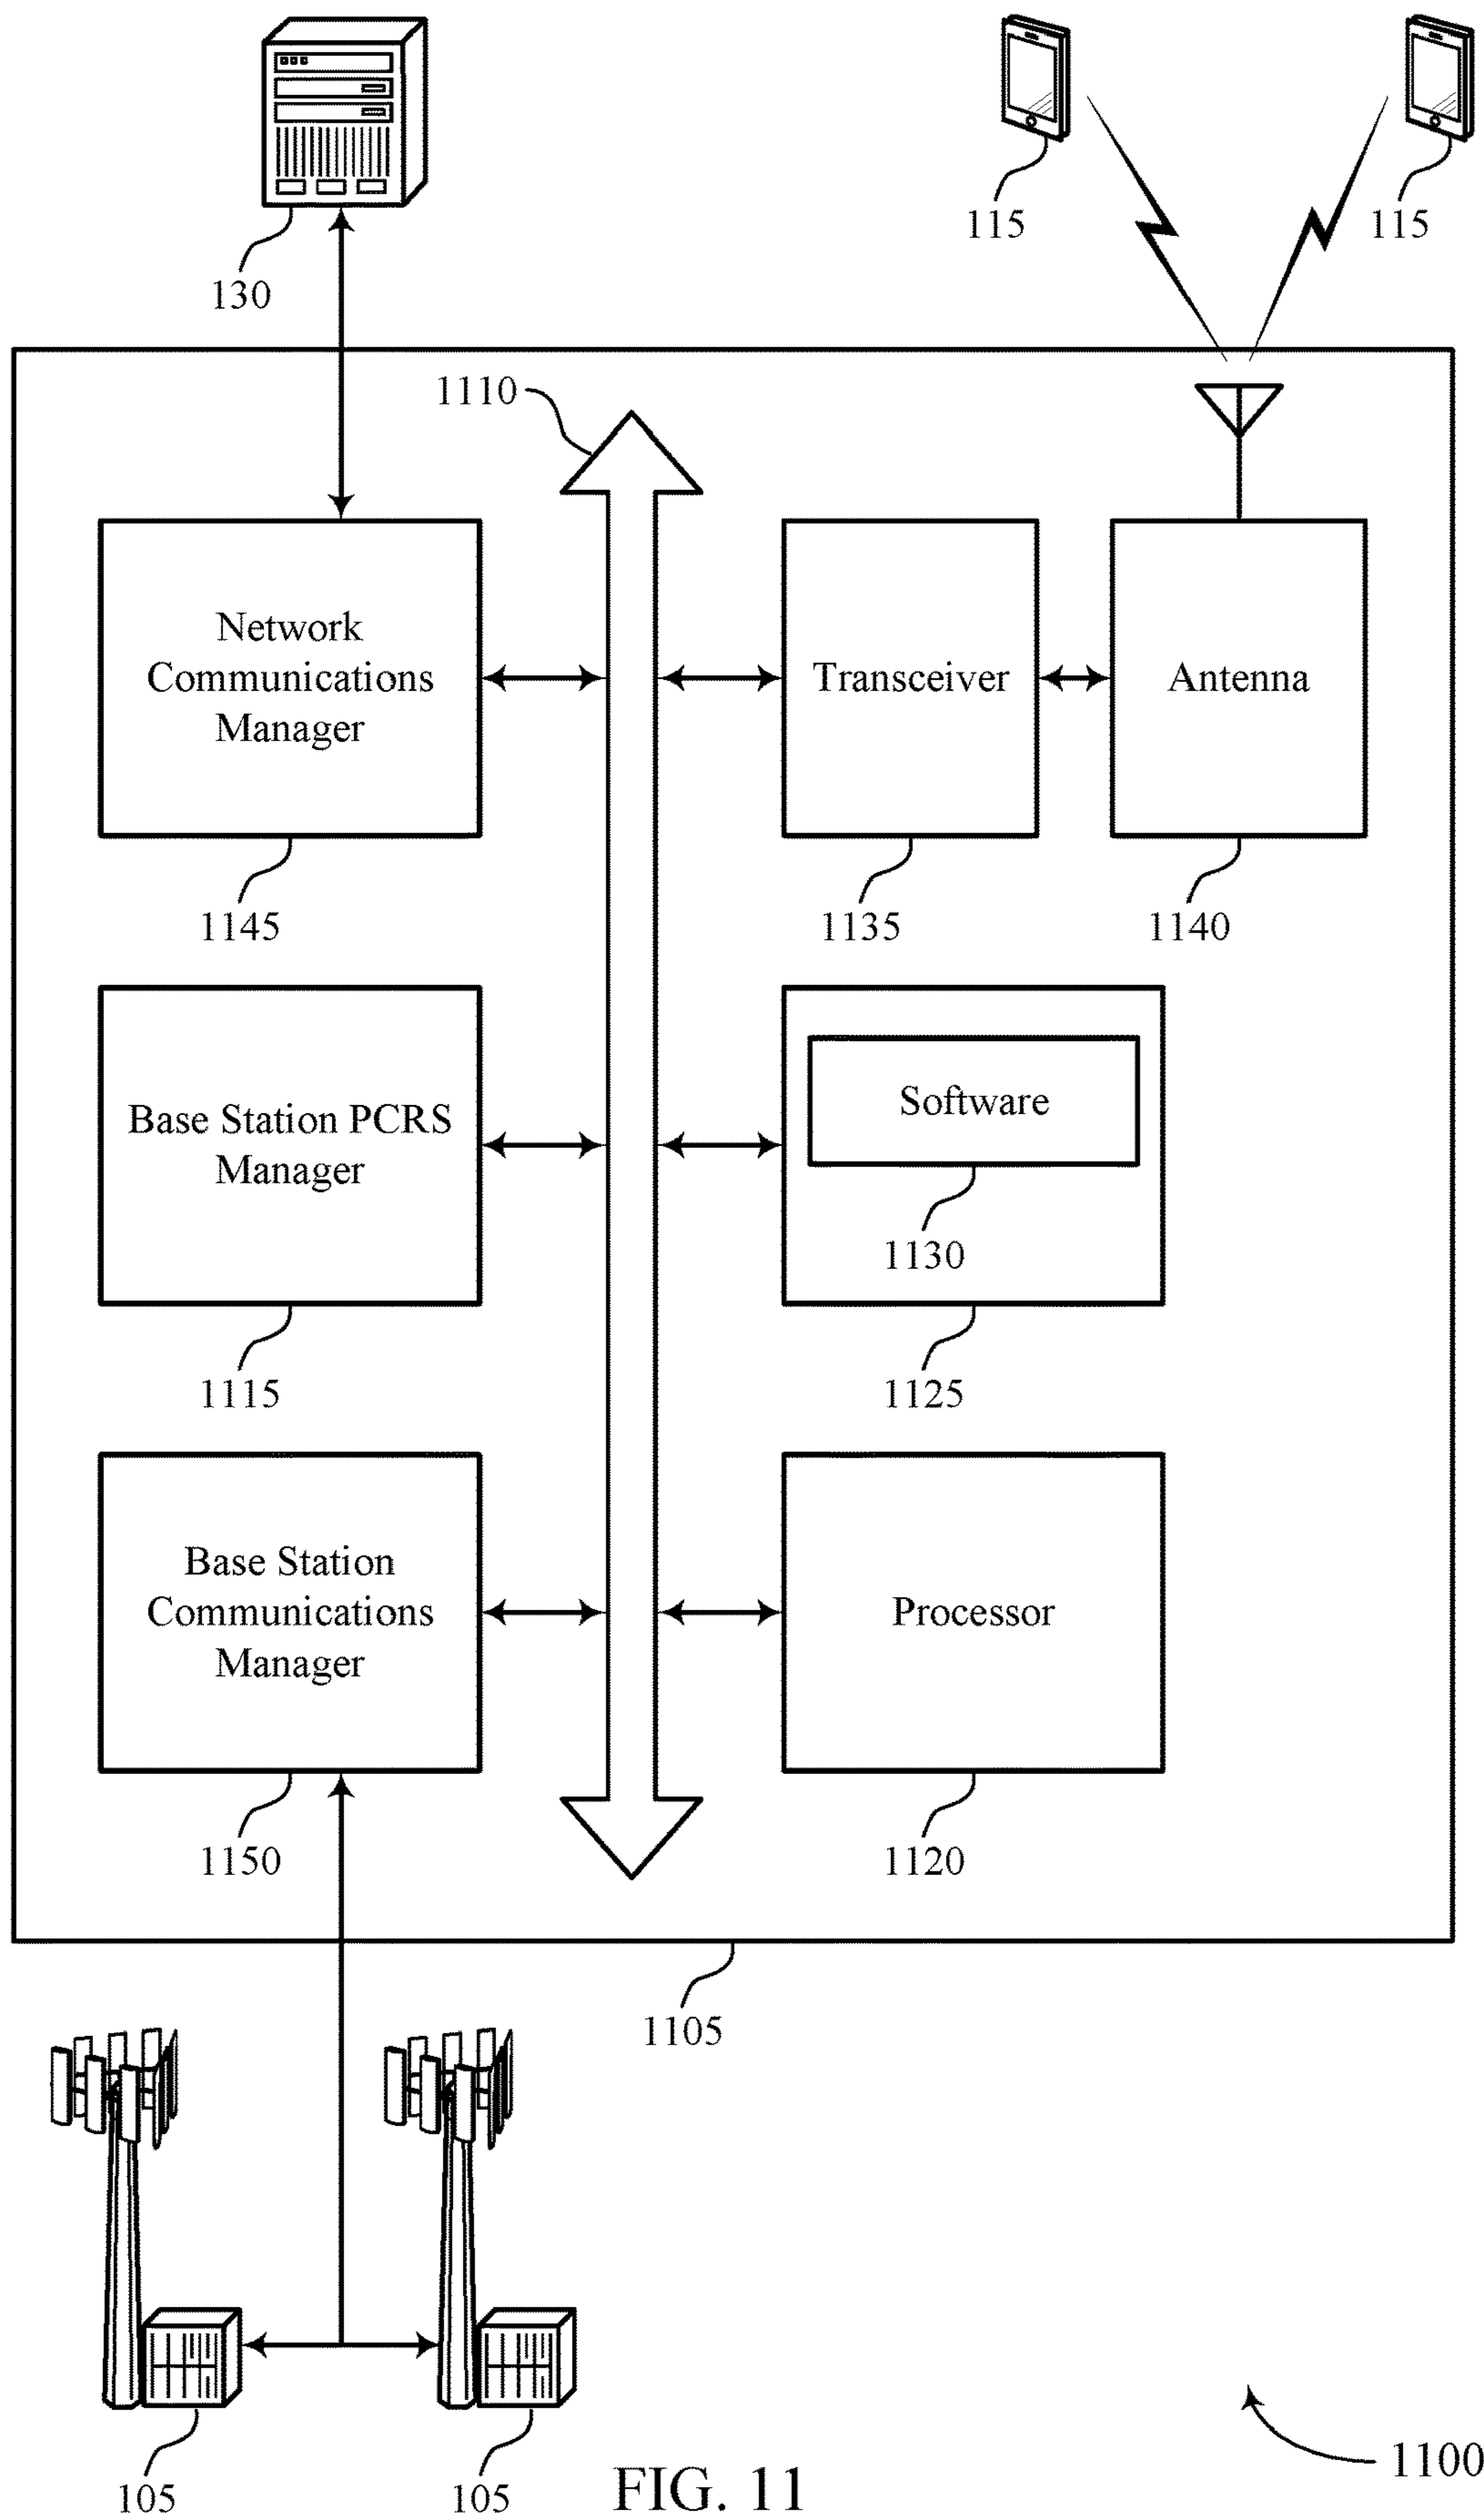 130
115
115
1110
Network
Communications
Manager
Transceiver
Antenna
1145
1135
1140
Base Station PCRS
Manager
Software
1130
1115
1125
Base Station
Communications
Manager
Processor
1150
1120
1105
105
105
FIG. 11
1100